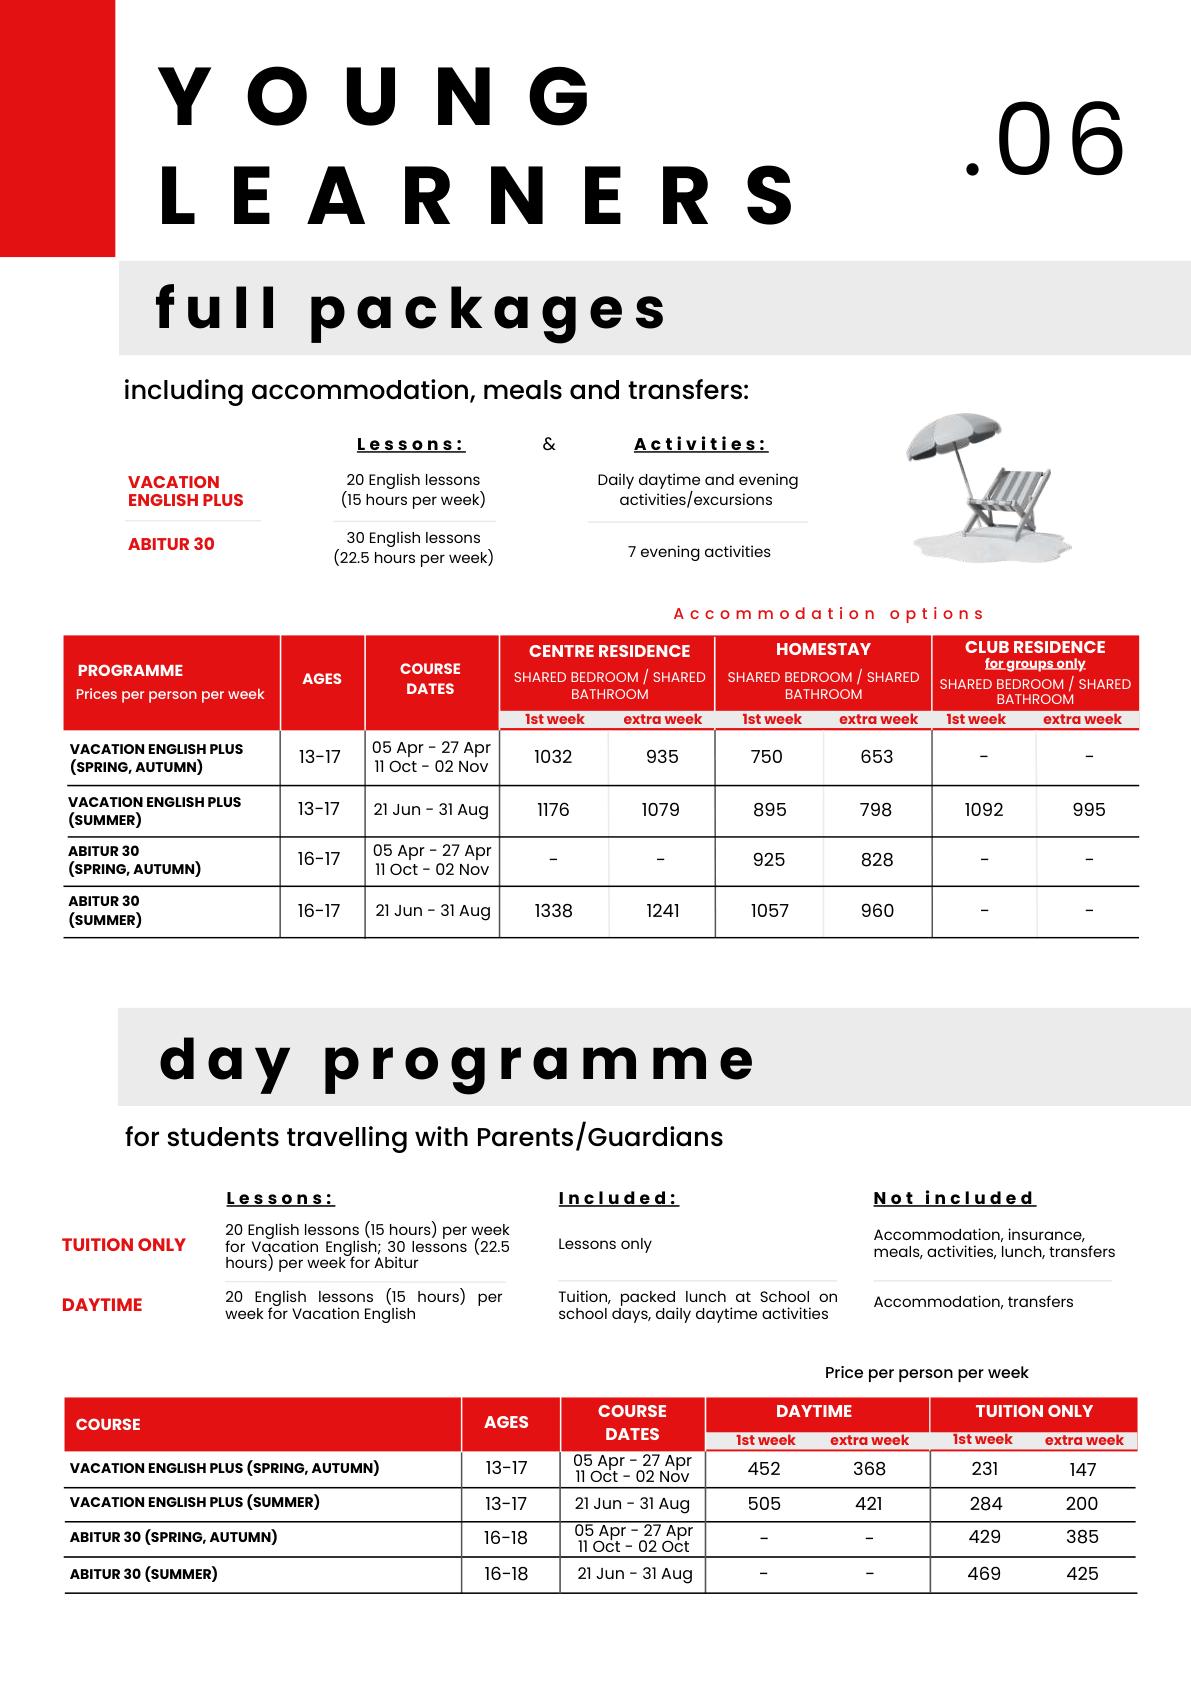 YOUNG
LEARNERS
.06
full packages
including accommodation, meals and transfers:
Lessons: & Activities:
VACATION
ENGLISH PLUS
20 English lessons
(15 hours per week)
Daily daytime and evening
activities/excursions
ABITUR 30
30 English lessons
(22.5 hours per week)
7 evening activities
Accommodation options
PROGRAMME
Prices per person per week
AGES
COURSE
DATES
CENTRE RESIDENCE
SHARED BEDROOM / SHARED
BATHROOM
HOMESTAY
SHARED BEDROOM / SHARED
BATHROOM
CLUB RESIDENCE
for groups only
SHARED BEDROOM / SHARED
BATHROOM
1st week extra week 1st week extra week 1st week extra week
VACATION ENGLISH PLUS
(SPRING, AUTUMN)
13-17
05 Apr - 27 Apr
11 Oct - 02 Nov
1032 935 750 653 - -
VACATION ENGLISH PLUS
(SUMMER)
13-17 21 Jun - 31 Aug 1176 1079 895 798 1092 995
ABITUR 30
(SPRING, AUTUMN)
16-17
05 Apr - 27 Apr
11 Oct - 02 Nov
- - 925 828 - -
ABITUR 30
(SUMMER)
16-17 21 Jun - 31 Aug 1338 1241 1057 960 - -
day programme
for students travelling with Parents/Guardians
Lessons: Included: Not included
TUITION ONLY
20 English lessons (15 hours) per week
for Vacation English; 30 lessons (22.5
hours) per week for Abitur
Lessons only
Accommodation, insurance,
meals, activities, lunch, transfers
DAYTIME
20 English lessons (15 hours) per
week for Vacation English
Tuition, packed lunch at School on
school days, daily daytime activities
Accommodation, transfers
Price per person per week
COURSE
AGES
COURSE
DATES
DAYTIME TUITION ONLY
1st week extra week 1st week extra week
VACATION ENGLISH PLUS (SPRING, AUTUMN)
13-17
05 Apr - 27 Apr
11 Oct - 02 Nov
452 368 231 147
VACATION ENGLISH PLUS (SUMMER) 13-17 21 Jun - 31 Aug 505 421 284 200
ABITUR 30 (SPRING, AUTUMN)
16-18
05 Apr - 27 Apr
11 Oct - 02 Oct
- - 429 385
ABITUR 30 (SUMMER) 16-18 21 Jun - 31 Aug - - 469 425